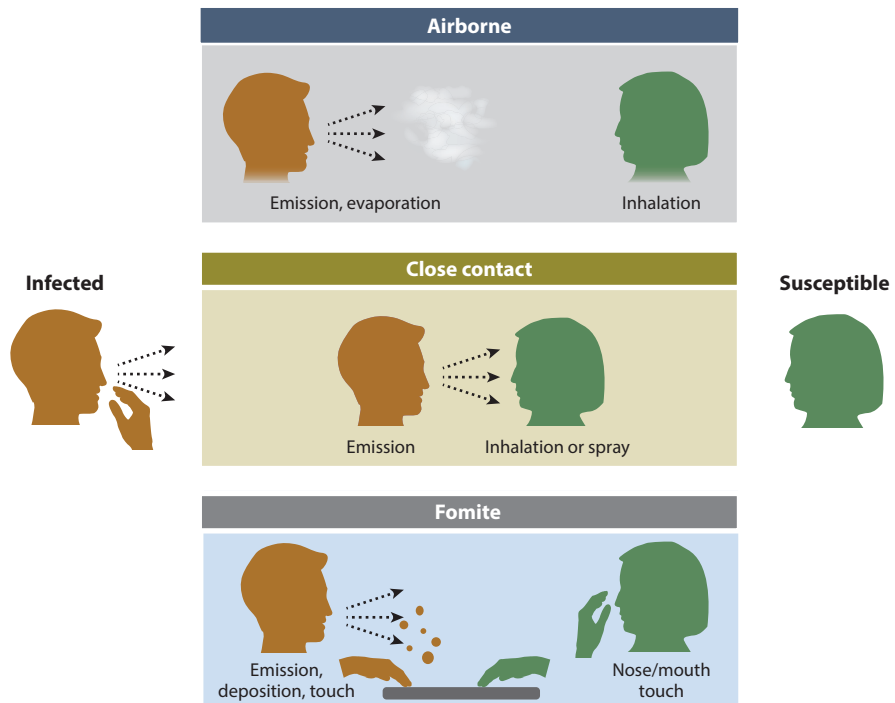 Airborne
Emission, evaporation
Inhalation
Infected
Close contact
Susceptible
Emission
Inhalation or spray
Fomite
Emission,
deposition, touch
Nose/mouth
touch